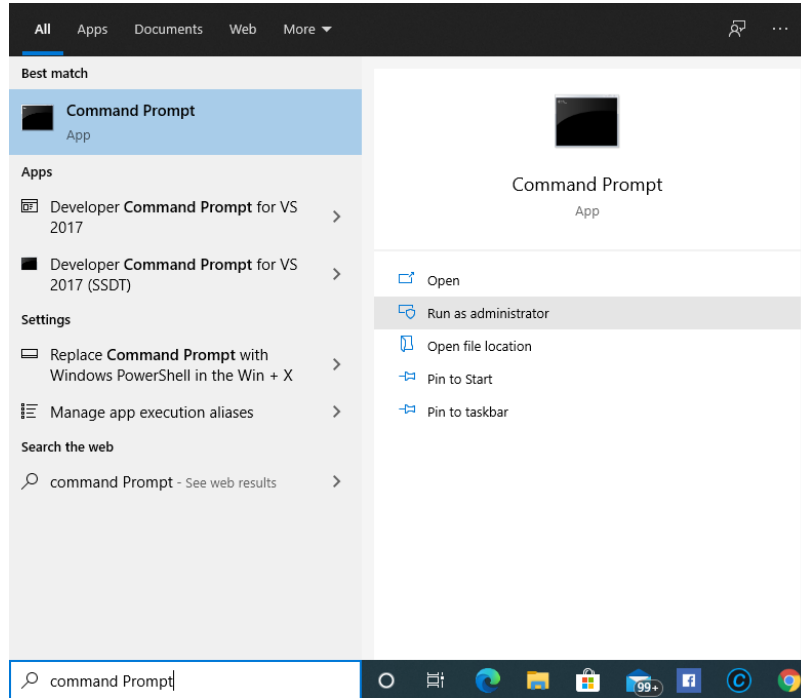 All Apps Documents Web More
Best match
Command Prompt
App
Apps
Developer Command Prompt for VS
2017
Developer Command Prompt for VS
2017 (SSDT)
Settings
Replace Command Prompt with
Windows PowerShell in the Win + X
Manage app execution aliases
Search the web
command Prompt - See web results
Command Prompt
App
Open
Run as administrator
Open file location
Pin to Start
Pin to taskbar
command Prompt
99+